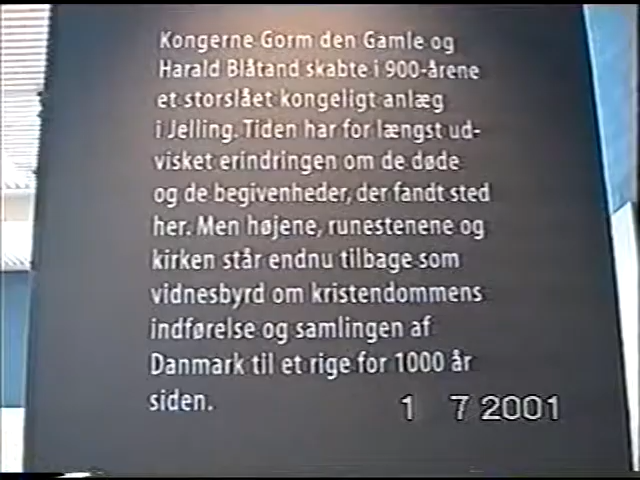 Kongerne Gorm den Gamle og
Harald Blåtand skabte i 900-årene
et storslået kongeligt anlæg
i Jelling. Tiden har for længst ud-
visket erindringen om de døde
og de begivenheder, der fandt sted
her. Men højene, runestenene og
kirken står endnu tilbage som
vidnesbyrd om kristendommens
indførelse og samlingen af
Danmark til et rige for 1000 år
siden.
1 7 2001